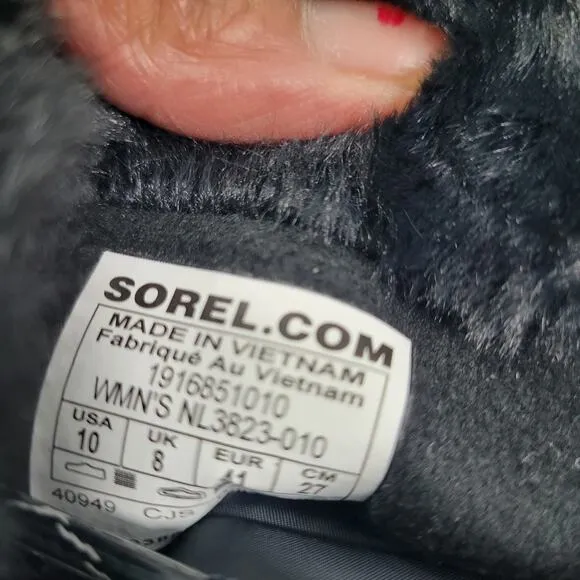 SOREL.COM
MADE IN VIETNAM
Fabriqué Au Vietnam
1916851010
WMN'S NL3823-010
USA UK EUR CM
10 8 41 27
40949 CJS